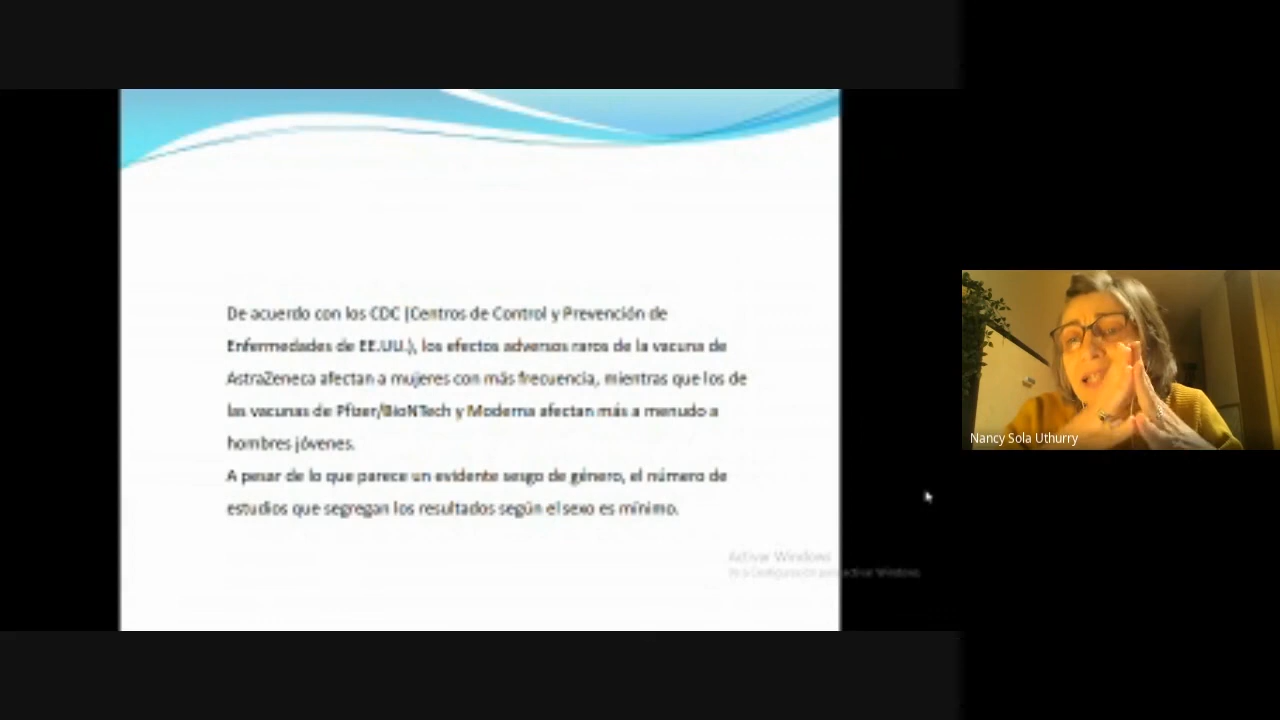 De acuerdo con los CDC (Centros de Control y Prevención de
Enfermedades de EE.UU.), los efectos adversos raros de la vacuna de
AstraZeneca afectan a mujeres con más frecuencia, mientras que los de
las vacunas de Pfizer/BioNTech y Moderna afectan más a menudo a
hombres jóvenes.
A pesar de lo que parece un evidente sesgo de género, el número de
estudios que segregan los resultados según el sexo es mínimo.
Activar Windows
Ve a Configuración para activar Windows.
Nancy Sola Uthurry